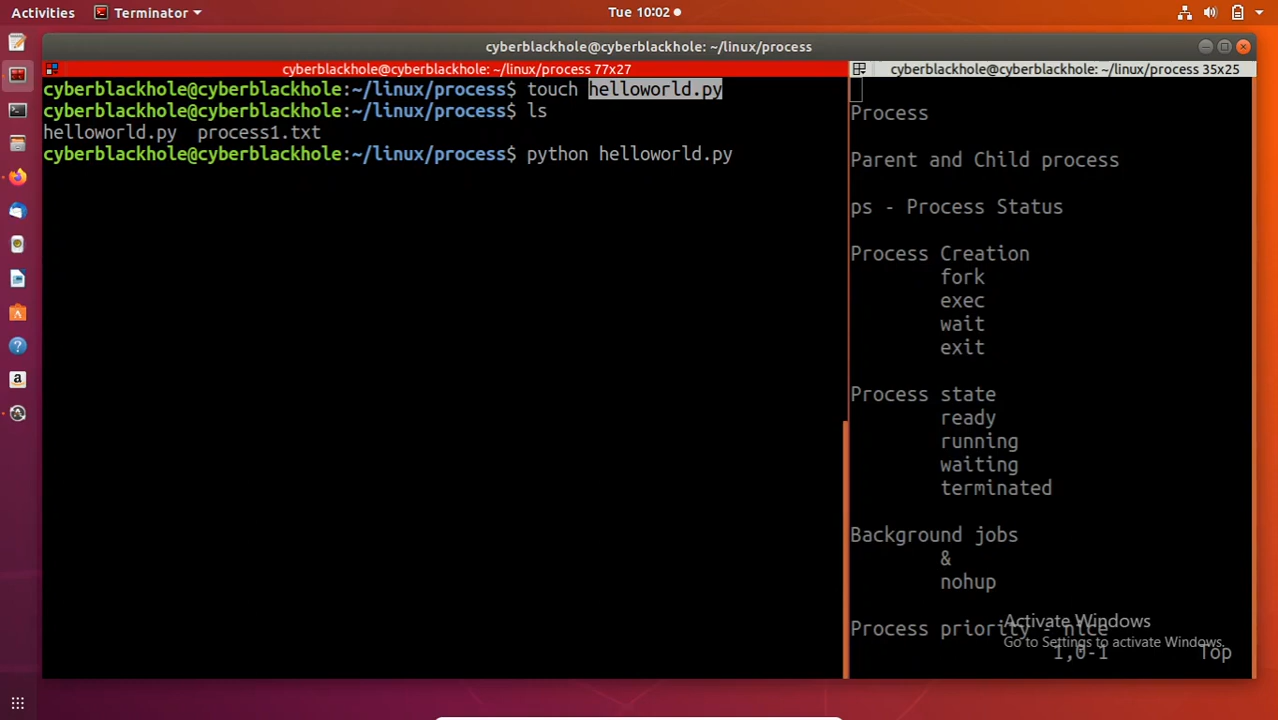 Activities Terminator Tue 10:02
cyberblackhole@cyberblackhole: ~/linux/process
cyberblackhole@cyberblackhole: ~/linux/process 77x27
cyberblackhole@cyberblackhole:~/linux/process$ touch helloworld.py
cyberblackhole@cyberblackhole:~/linux/process$ ls
helloworld.py process1.txt
cyberblackhole@cyberblackhole:~/linux/process$ python helloworld.py
cyberblackhole@cyberblackhole: ~/linux/process 35x25
Process
Parent and Child process
ps - Process Status
Process Creation
fork
exec
wait
exit
Process state
ready
running
waiting
terminated
Background jobs
&
nohup
Process priority - nice
1,0-1 Top
Activate Windows
Go to Settings to activate Windows.
a